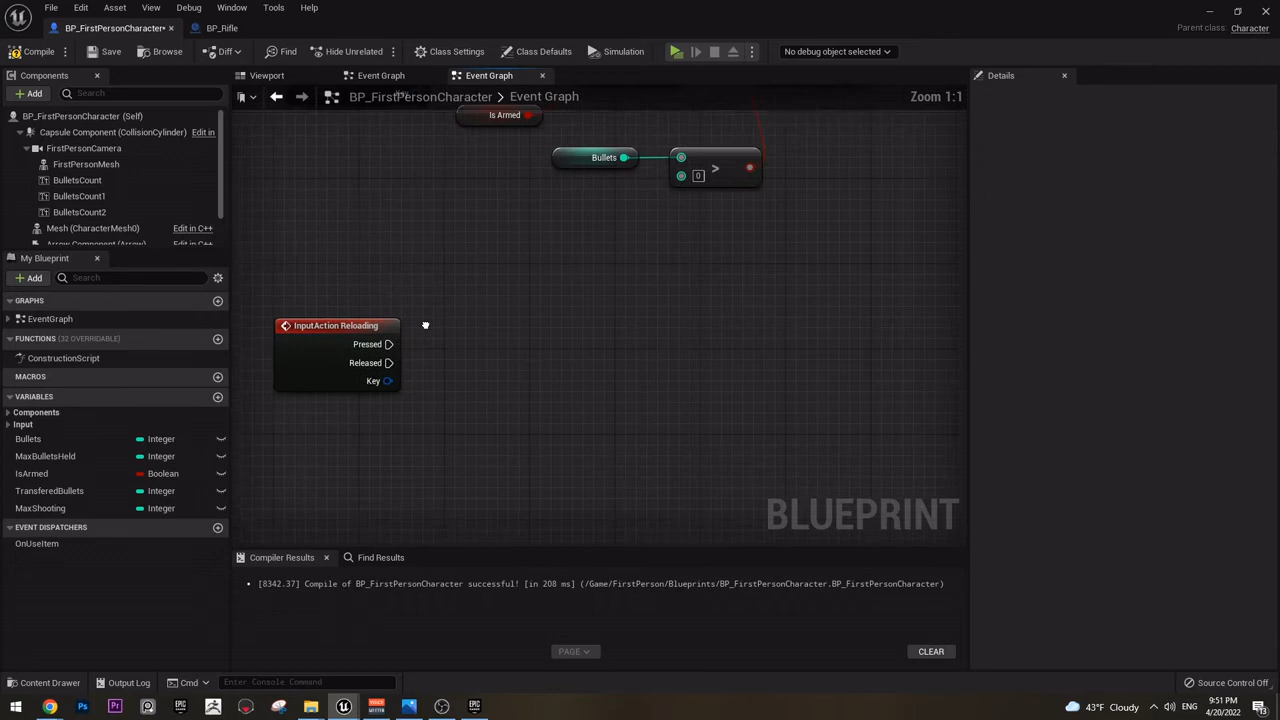 File Edit Asset View Debug Window Tools Help
BP_FirstPersonCharacter*
BP_Rifle
Parent class: Character
Compile Save Browse Diff Find Hide Unrelated Class Settings Class Defaults Simulation No debug object selected
Components
Add Search
BP_FirstPersonCharacter (Self)
Capsule Component (CollisionCylinder) Edit in
FirstPersonCamera
FirstPersonMesh
BulletsCount
BulletsCount1
BulletsCount2
Mesh (CharacterMesh0) Edit in C++
Arrow Component (Arrow) Edit in C++
My Blueprint
Add Search
GRAPHS
EventGraph
FUNCTIONS (32 OVERRIDABLE)
ConstructionScript
MACROS
VARIABLES
Components
Input
Bullets Integer
MaxBulletsHeld Integer
IsArmed Boolean
TransferedBullets Integer
MaxShooting Integer
EVENT DISPATCHERS
OnUseItem
Viewport Event Graph Event Graph
BP_FirstPersonCharacter > Event Graph
Zoom 1:1
Is Armed
Bullets
0
>
InputAction Reloading
Pressed
Released
Key
BLUEPRINT
Details
Compiler Results Find Results
[8342.37] Compile of BP_FirstPersonCharacter successful! [in 208 ms] (/Game/FirstPerson/Blueprints/BP_FirstPersonCharacter.BP_FirstPersonCharacter)
PAGE
CLEAR
Content Drawer Output Log Cmd Enter Console Command
Source Control Off
43°F Cloudy
9:51 PM
4/20/2022